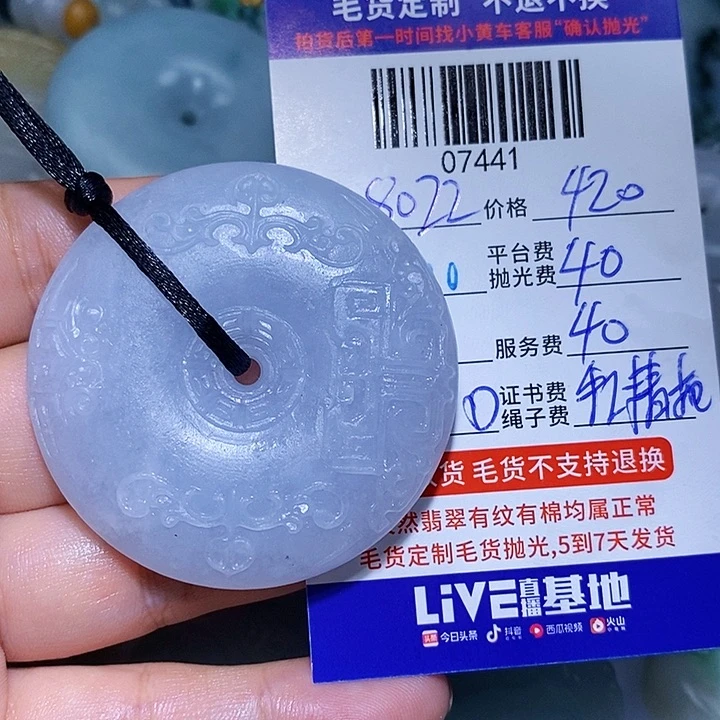 毛货定制 不退不换
拍货后第一时间找小黄车客服“确认抛光”
07441
8022 价格 420
0 平台费 抛光费 40
服务费 40
0 证书费 绳子费
货 毛货不支持退换
然翡翠有纹有棉均属正常
毛货定制毛货抛光,5到7天发货
LiVE直播基地
头条 今日头条 抖音 西瓜视频 火山